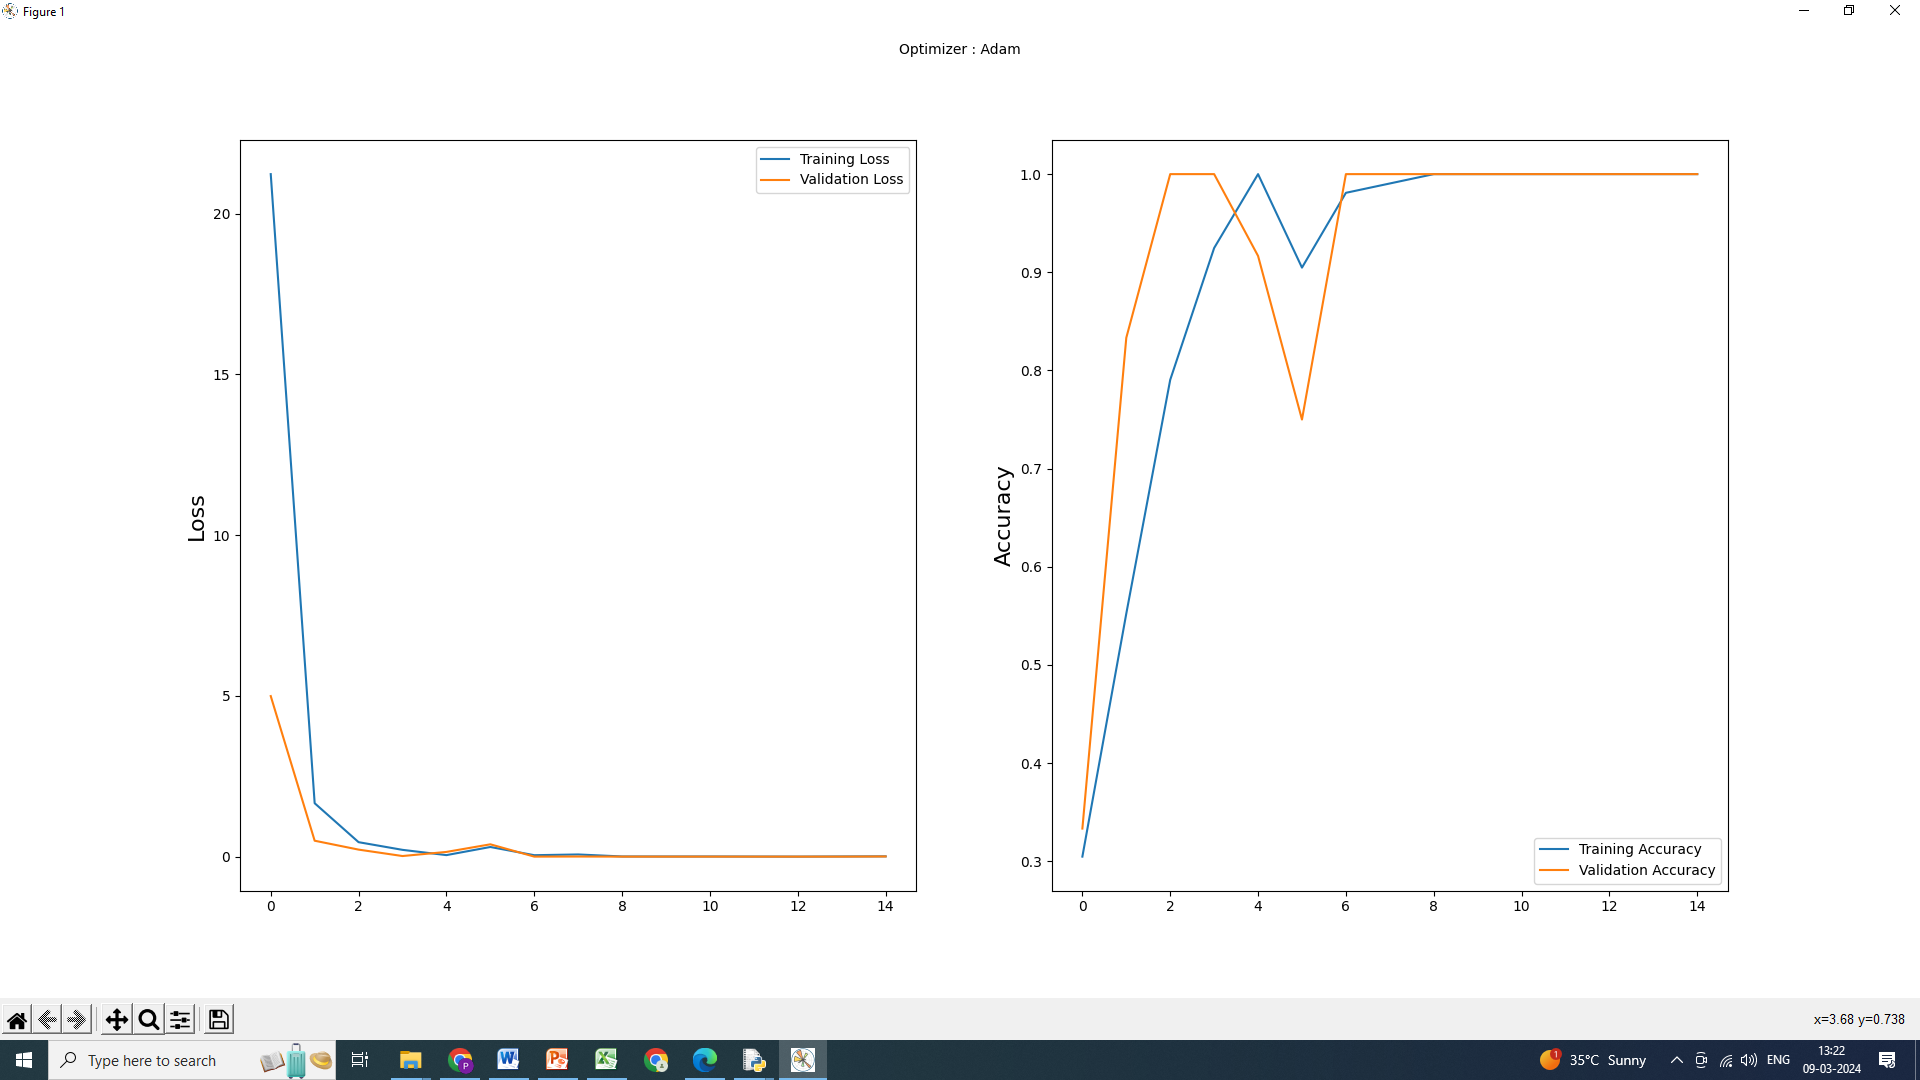 Figure 1
Optimizer : Adam
Training Loss
Validation Loss
Loss
20
15
10
5
0
0 2 4 6 8 10 12 14
Accuracy
1.0
0.9
0.8
0.7
0.6
0.5
0.4
0.3
Training Accuracy
Validation Accuracy
0 2 4 6 8 10 12 14
x=3.68 y=0.738
Type here to search
P
W
P
X
A
1
35°C Sunny
ENG
13:22
09-03-2024